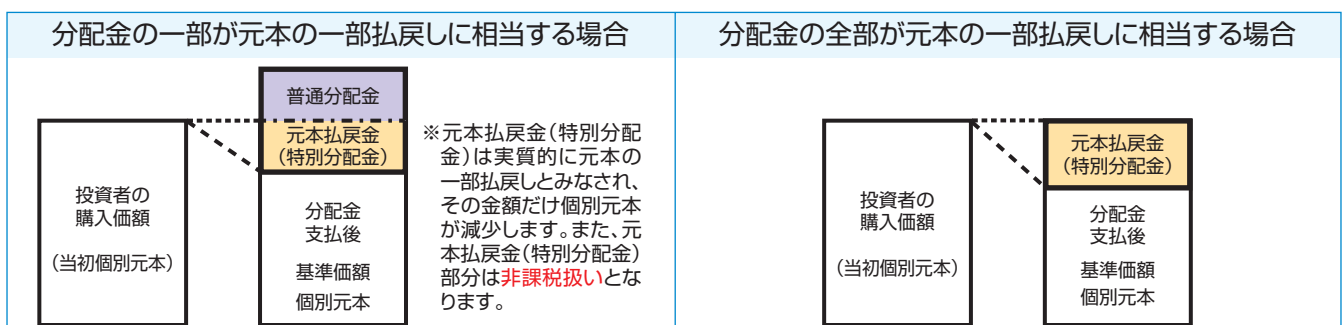 分配金の一部が元本の一部払戻しに相当する場合
普通分配金
元本払戻金
（特別分配金）
投資者の
購入価額
（当初個別元本）
分配金
支払後
基準価額
個別元本
※元本払戻金（特別分配
金）は実質的に元本の
一部払戻しとみなされ、
その金額だけ個別元本
が減少します。また、元
本払戻金（特別分配金）
部分は非課税扱いとな
ります。
分配金の全部が元本の一部払戻しに相当する場合
元本払戻金
（特別分配金）
投資者の
購入価額
（当初個別元本）
分配金
支払後
基準価額
個別元本